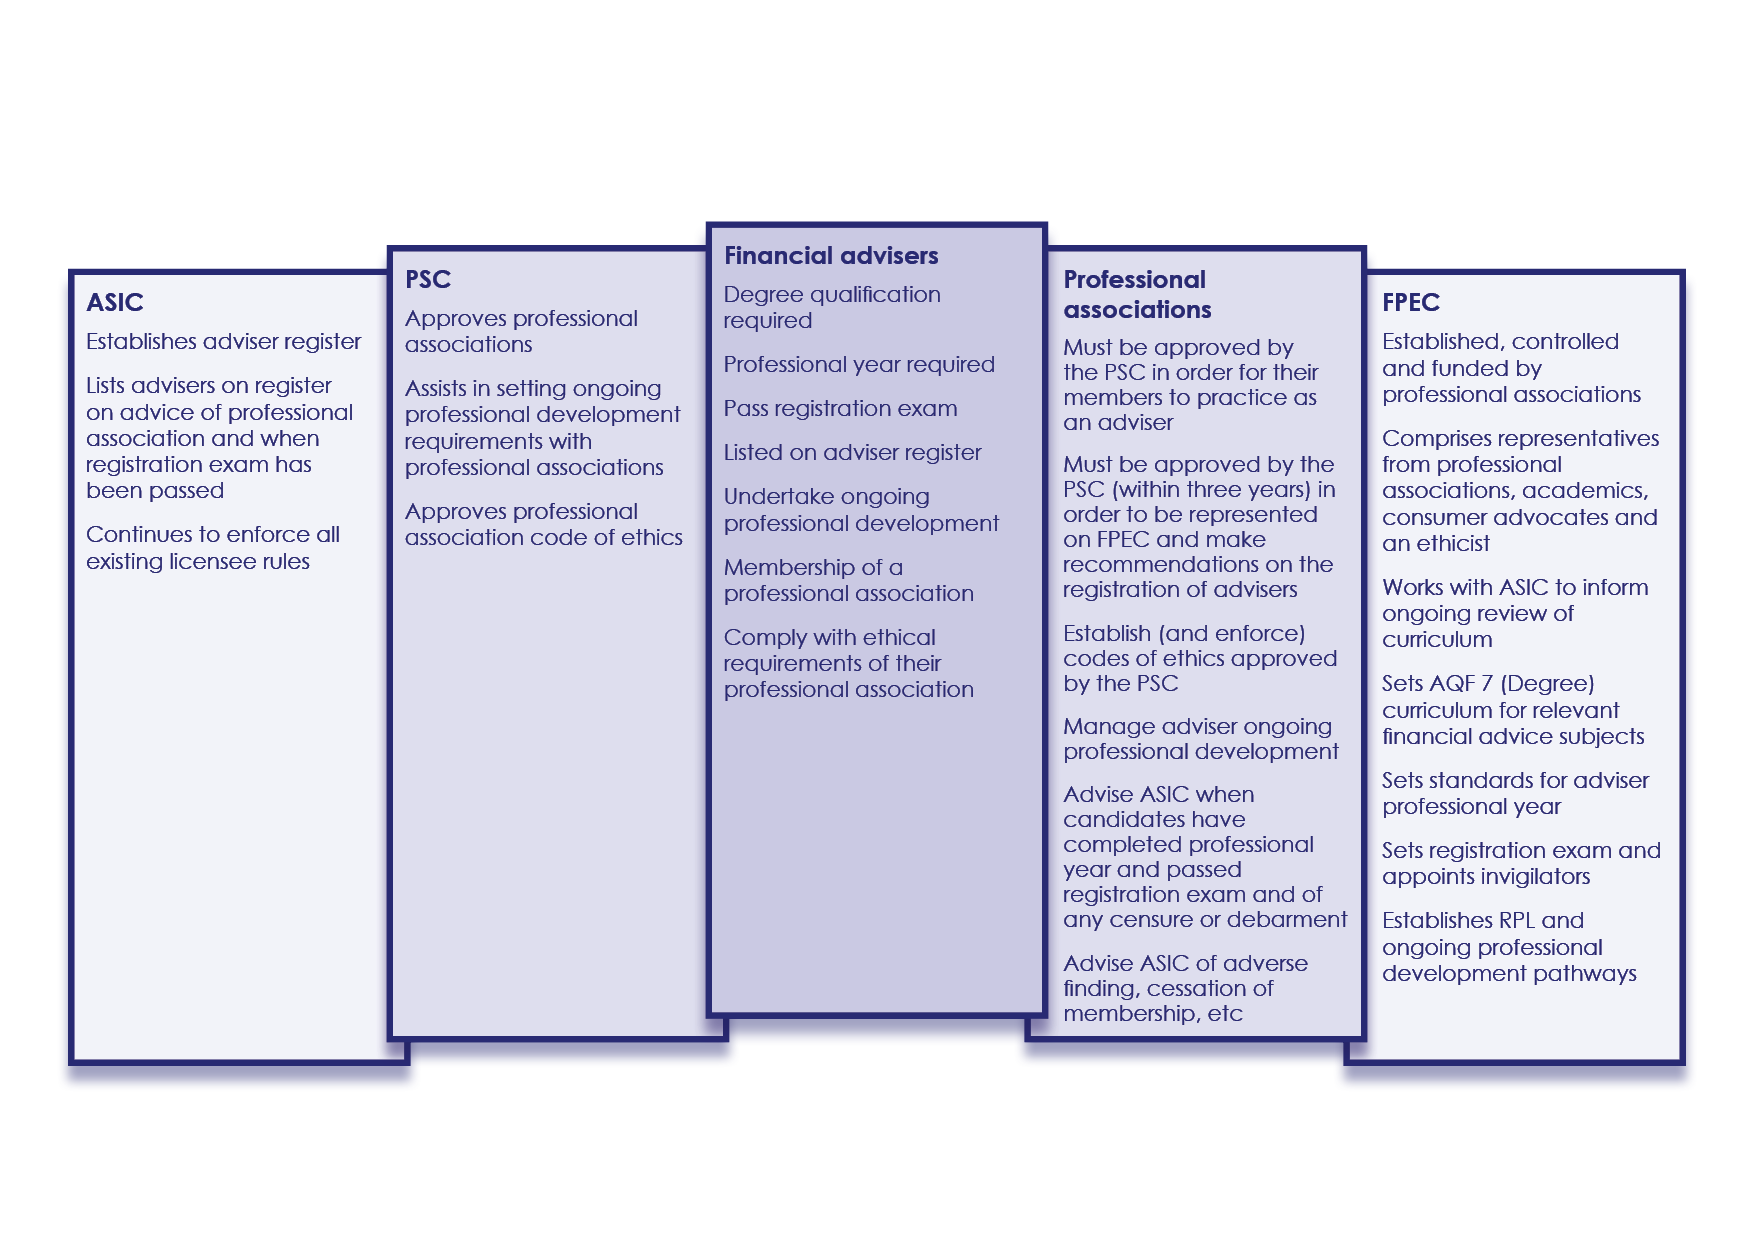 ASIC
Establishes adviser register
Lists advisers on register
on advice of professional
association and when
registration exam has
been passed
Continues to enforce all
existing licensee rules
PSC
Approves professional
associations
Assists in setting ongoing
professional development
requirements with
professional associations
Approves professional
association code of ethics
Financial advisers
Degree qualification
required
Professional year required
Pass registration exam
Listed on adviser register
Undertake ongoing
professional development
Membership of a
professional association
Comply with ethical
requirements of their
professional association
Professional
associations
Must be approved by
the PSC in order for their
members to practice as
an adviser
Must be approved by the
PSC (within three years) in
order to be represented
on FPEC and make
recommendations on the
registration of advisers
Establish (and enforce)
codes of ethics approved
by the PSC
Manage adviser ongoing
professional development
Advise ASIC when
candidates have
completed professional
year and passed
registration exam and of
any censure or debarment
Advise ASIC of adverse
finding, cessation of
membership, etc
FPEC
Established, controlled
and funded by
professional associations
Comprises representatives
from professional
associations, academics,
consumer advocates and
an ethicist
Works with ASIC to inform
ongoing review of
curriculum
Sets AQF 7 (Degree)
curriculum for relevant
financial advice subjects
Sets standards for adviser
professional year
Sets registration exam and
appoints invigilators
Establishes RPL and
ongoing professional
development pathways